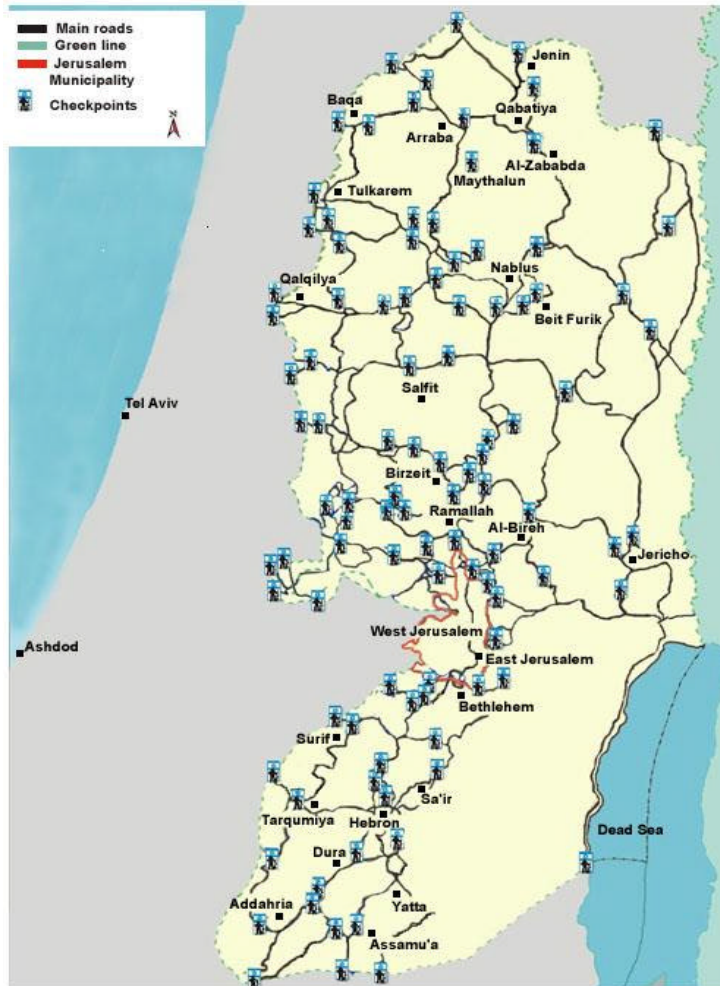 Main roads
Green line
Jerusalem
Municipality
Checkpoints
N
Jenin
Baqa
Qabatiya
Arraba
Al-Zababda
Maythalun
Tulkarem
Nablus
Qalqilya
Beit Furik
Salfit
Tel Aviv
Birzeit
Ramallah
Al-Bireh
Jericho
West Jerusalem
Ashdod
East Jerusalem
Bethlehem
Surif
Sa'ir
Tarqumiya
Hebron
Dead Sea
Dura
Yatta
Addahria
Assamu'a